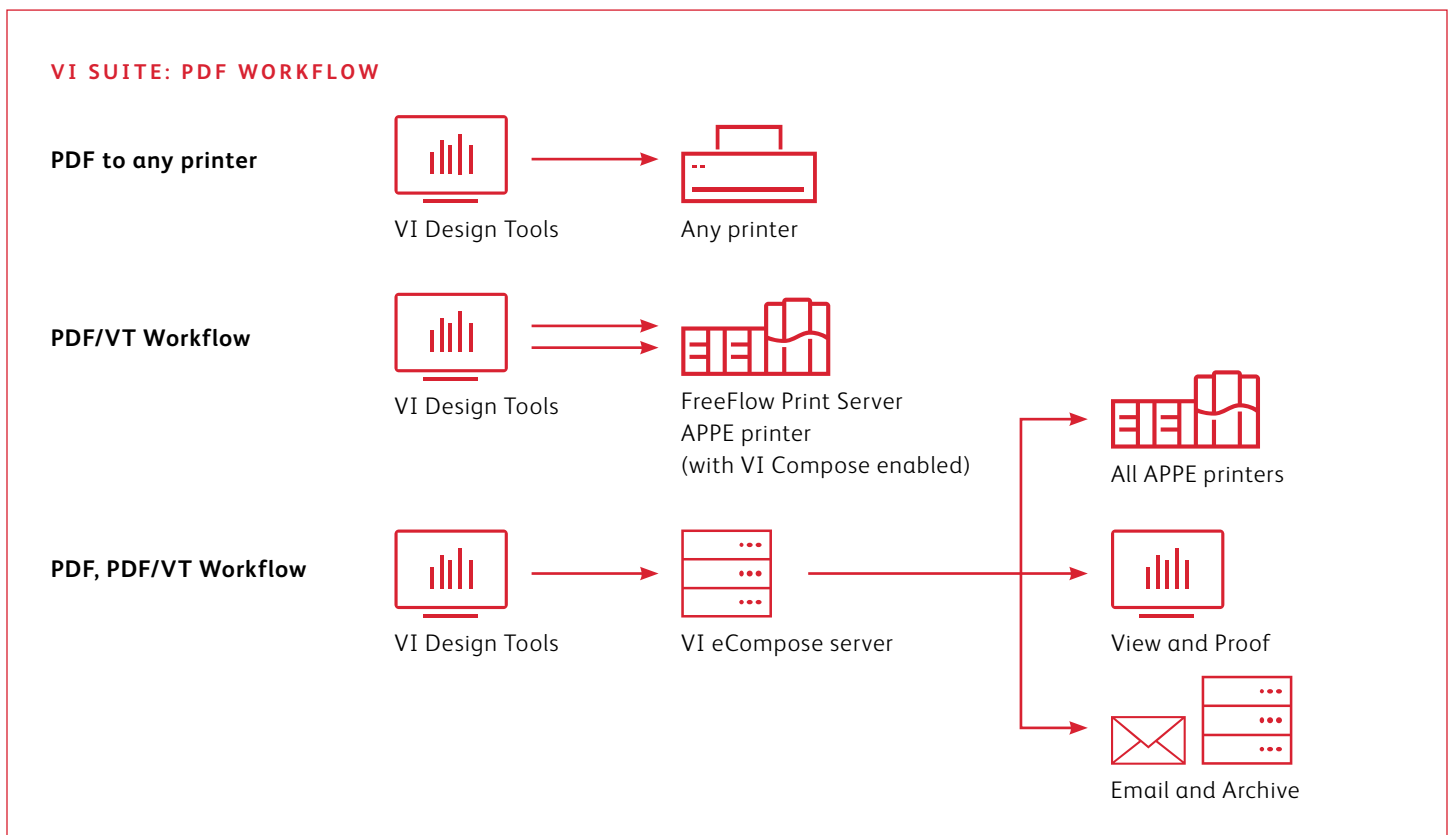 VI SUITE: PDF WORKFLOW
PDF to any printer
VI Design Tools
Any printer
PDF/VT Workflow
VI Design Tools
FreeFlow Print Server
APPE printer
(with VI Compose enabled)
All APPE printers
PDF, PDF/VT Workflow
VI Design Tools
VI eCompose server
View and Proof
Email and Archive